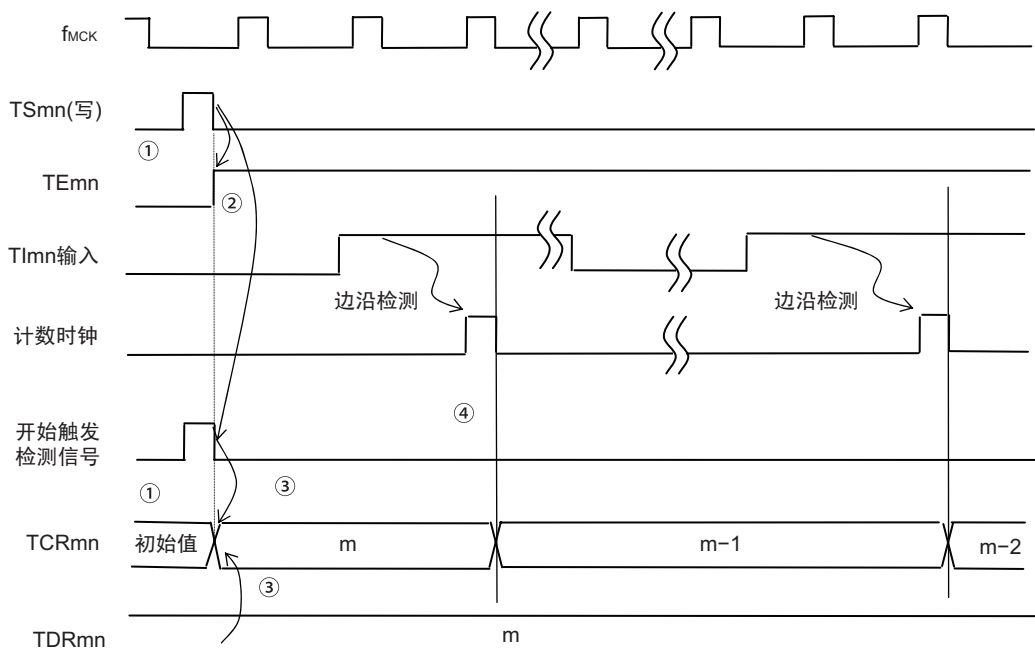 fMCK
TSmn(写)
①
TEmn
②
TImn输入
边沿检测
边沿检测
计数时钟
④
开始触发
检测信号
①
③
TCRmn
初始值
m
m−1
m−2
③
TDRmn
m